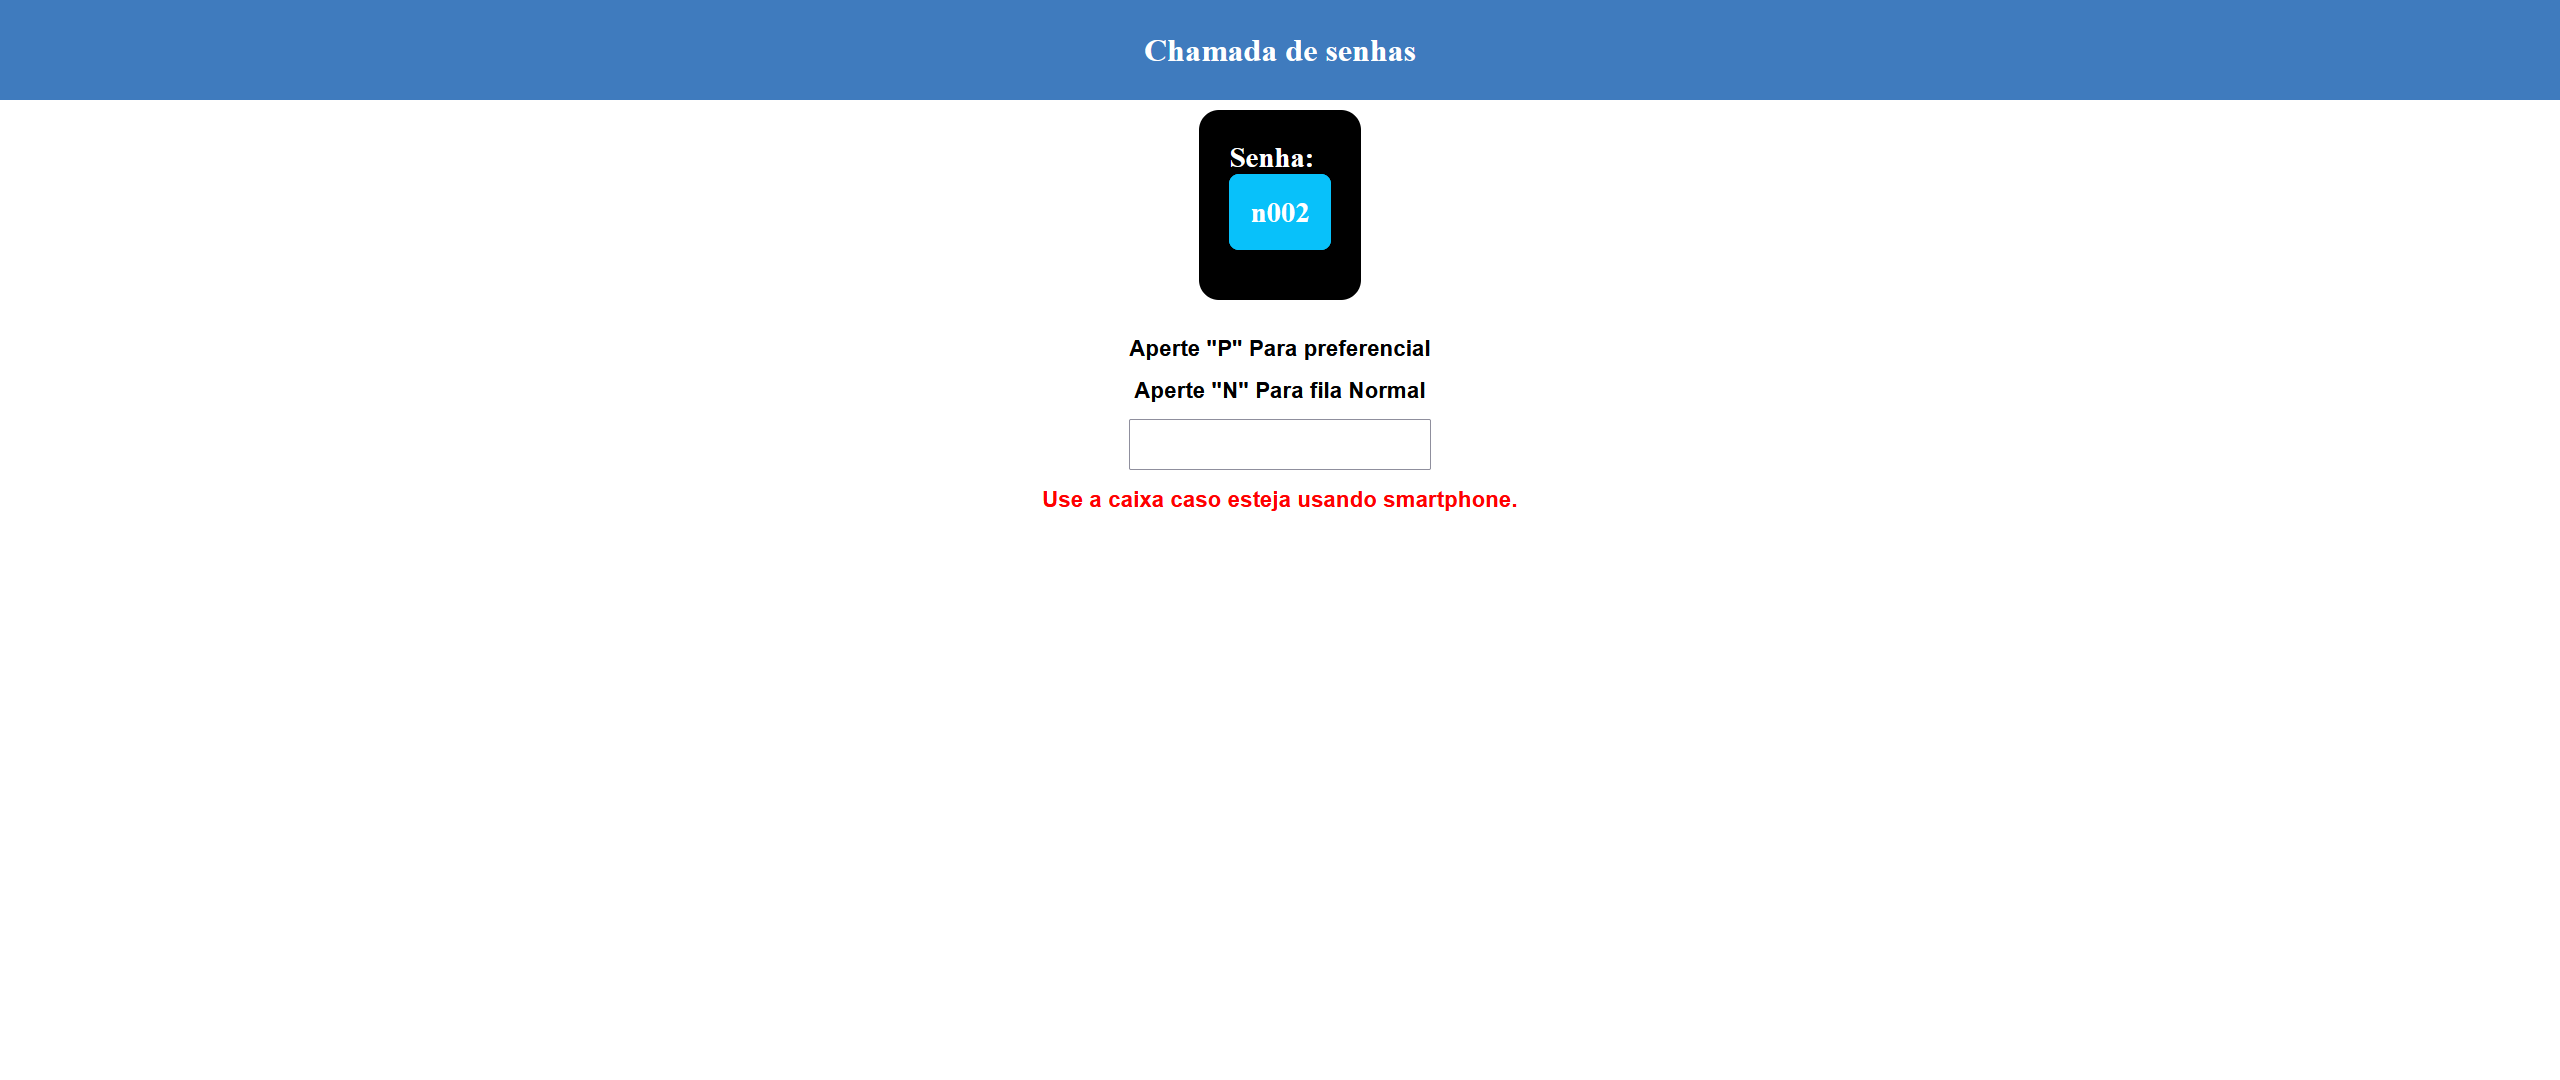 Chamada de senhas
Senha:
n002
Aperte "P" Para preferencial
Aperte "N" Para fila Normal
Use a caixa caso esteja usando smartphone.